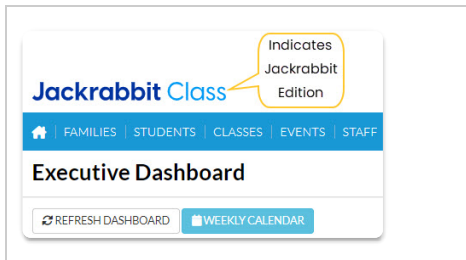 Indicates
Jackrabbit
Edition
Jackrabbit Class
FAMILIES | STUDENTS | CLASSES | EVENTS | STAFF
Executive Dashboard
REFRESH DASHBOARD WEEKLY CALENDAR